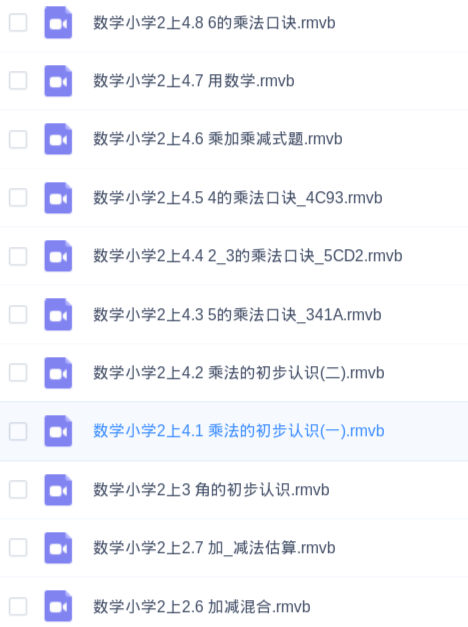 数学小学2上4.8 6的乘法口诀.rmvb
数学小学2上4.7 用数学.rmvb
数学小学2上4.6 乘加乘减式题.rmvb
数学小学2上4.5 4的乘法口诀_4C93.rmvb
数学小学2上4.4 2_3的乘法口诀_5CD2.rmvb
数学小学2上4.3 5的乘法口诀_341A.rmvb
数学小学2上4.2 乘法的初步认识(二).rmvb
数学小学2上4.1 乘法的初步认识(一).rmvb
数学小学2上3 角的初步认识.rmvb
数学小学2上2.7 加_减法估算.rmvb
数学小学2上2.6 加减混合.rmvb